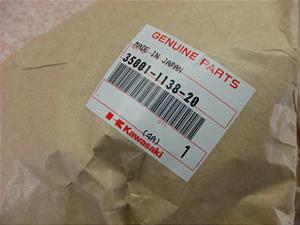 GENUINE PARTS
MADE IN JAPAN
35001-1138-20
(4A)
1
Kawasaki